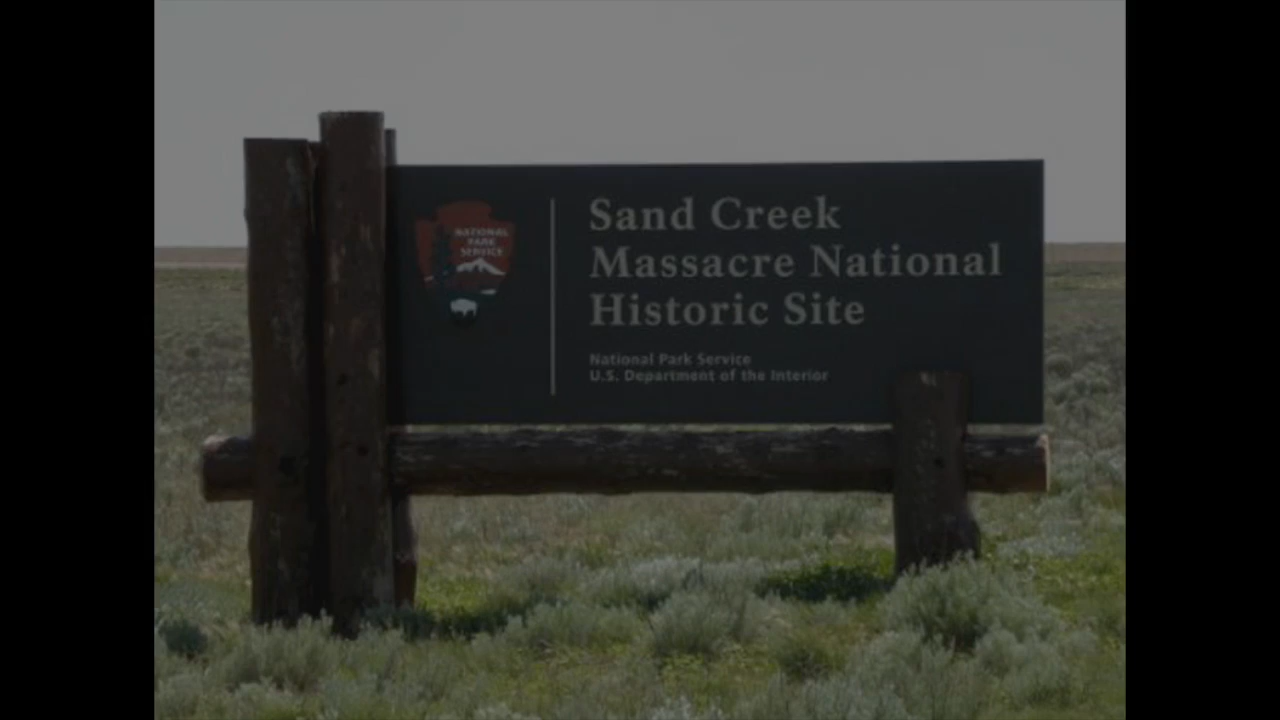 NATIONAL
PARK
SERVICE
Sand Creek
Massacre National
Historic Site
National Park Service
U.S. Department of the Interior